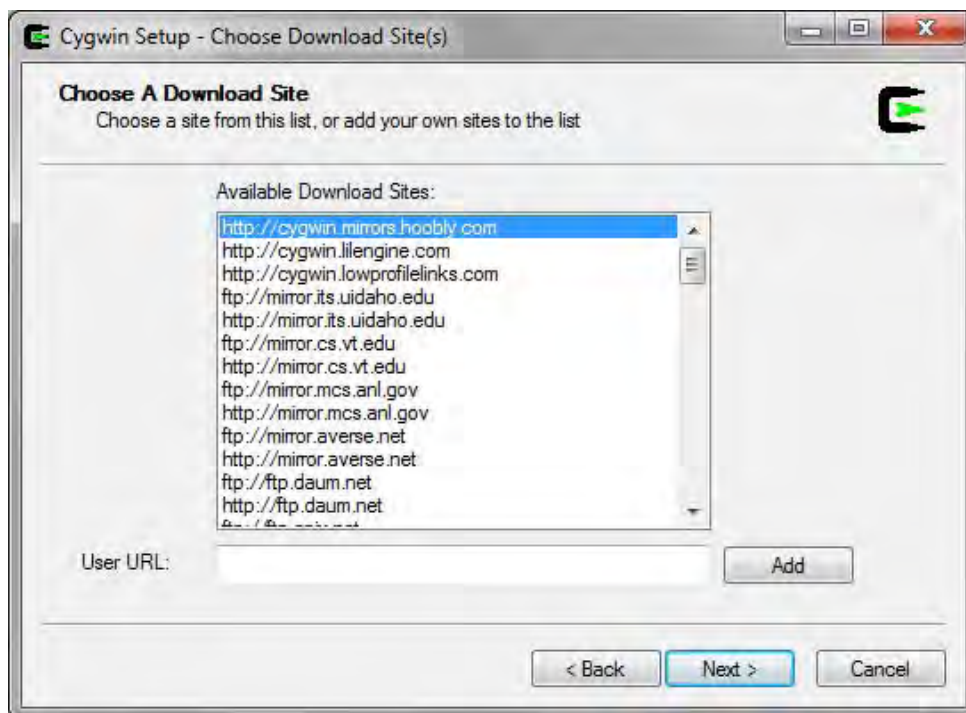 Cygwin Setup - Choose Download Site(s)
Choose A Download Site
Choose a site from this list, or add your own sites to the list
Available Download Sites:
http://cygwin.mirrors.hoobly.com
http://cygwin.lilengine.com
http://cygwin.lowprofilelinks.com
ftp://mirror.its.uidaho.edu
http://mirror.its.uidaho.edu
ftp://mirror.cs.vt.edu
http://mirror.cs.vt.edu
ftp://mirror.mcs.anl.gov
http://mirror.mcs.anl.gov
ftp://mirror.averse.net
http://mirror.averse.net
ftp://ftp.daum.net
http://ftp.daum.net
User URL:
Add
< Back Next > Cancel